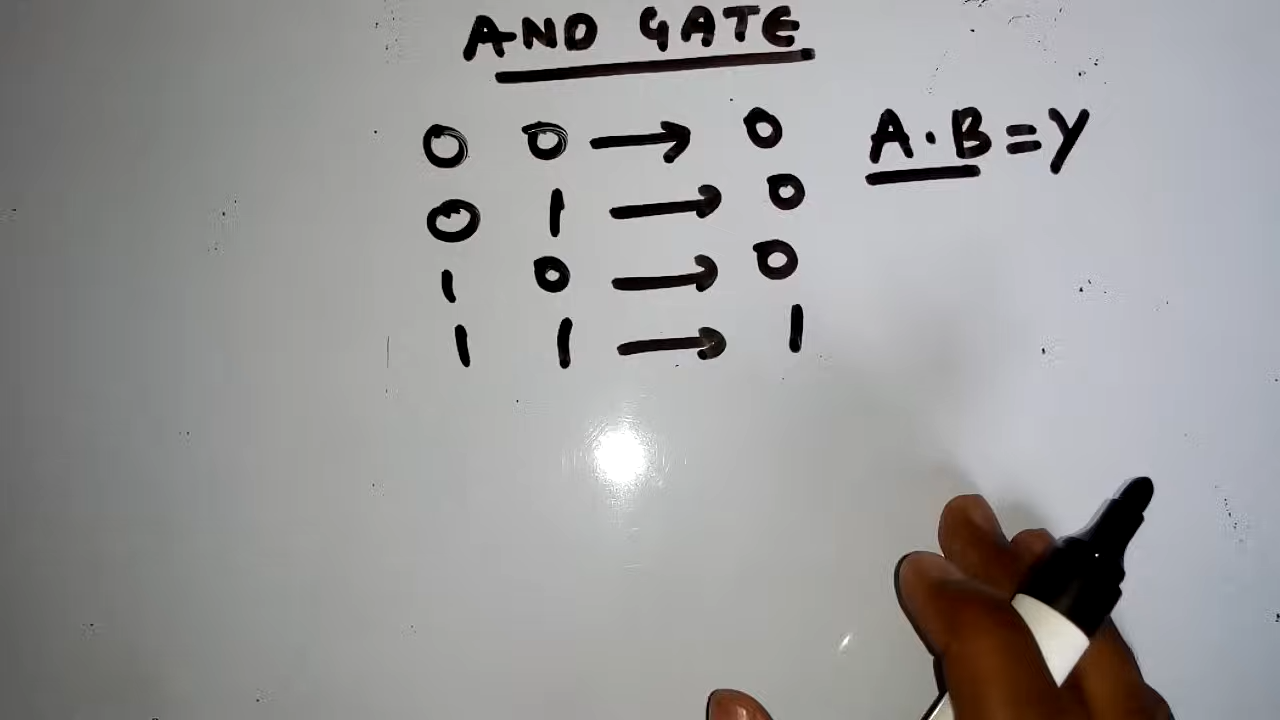 AND GATE
0 0 → 0 A·B=Y
0 1 → 0
1 0 → 0
1 1 → 1